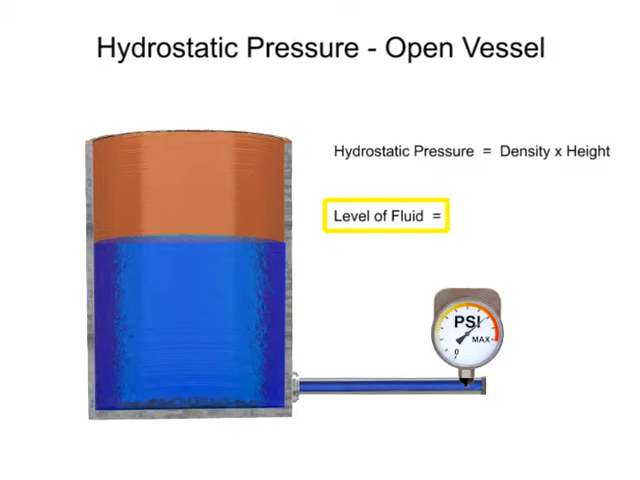 Hydrostatic Pressure - Open Vessel
Hydrostatic Pressure = Density x Height
Level of Fluid =
PSI
MAX
0